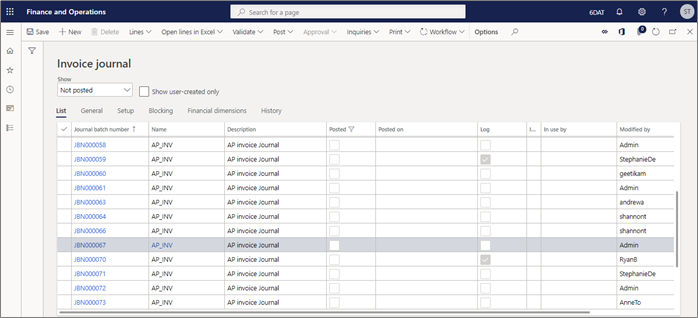 Finance and Operations
Search for a page
6DAT
ST
Save New Delete Lines Open lines in Excel Validate Post Approval Inquiries Print Workflow Options
0
Invoice journal
Show
Not posted
Show user-created only
List General Setup Blocking Financial dimensions History
Journal batch number Name Description Posted Posted on Log I... In use by Modified by
JBN000058 AP_INV AP invoice Journal Admin
JBN000059 AP_INV AP invoice Journal StephanieDe
JBN000060 AP_INV AP invoice Journal geetikam
JBN000061 AP_INV AP invoice Journal Admin
JBN000063 AP_INV AP invoice Journal andrewa
JBN000064 AP_INV AP invoice Journal shannont
JBN000066 AP_INV AP invoice Journal shannont
JBN000067 AP_INV AP invoice Journal Admin
JBN000070 AP_INV AP invoice Journal RyanB
JBN000071 AP_INV AP invoice Journal StephanieDe
JBN000072 AP_INV AP invoice Journal Admin
JBN000073 AP_INV AP invoice Journal AnneTo